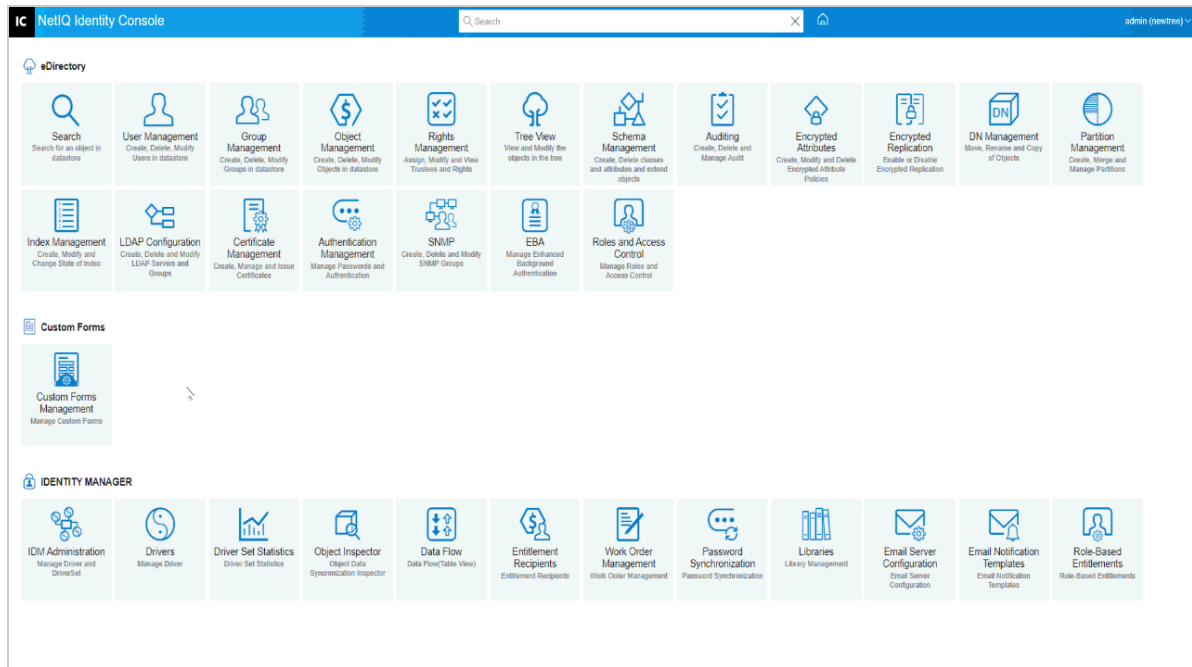 IC NetIQ Identity Console
Search
admin (newtree)
eDirectory
Search
Search for an object in
datastore
User Management
Create, Delete, Modify
Users in datastore
Group
Management
Create, Delete, Modify
Groups in datastore
Object
Management
Create, Delete, Modify
Objects in datastore
Rights
Management
Assign, Modify and View
Trustees and Rights
Tree View
View and Modify the
objects in the tree
Schema
Management
Create, Delete classes
and attributes and extend
objects
Auditing
Create, Delete and
Manage Audit
Encrypted
Attributes
Create, Modify and Delete
Encrypted Attribute
Policies
Encrypted
Replication
Enable or Disable
Encrypted Replication
DN
DN Management
Move, Rename and Copy
of Objects
Partition
Management
Create, Merge and
Manage Partitions
Index Management
Create, Modify and
Change State of Index
LDAP Configuration
Create, Delete and Modify
LDAP Servers and
Groups
Certificate
Management
Create, Manage and Issue
Certificates
Authentication
Management
Manage Passwords and
Authentication
SNMP
Create, Delete and Modify
SNMP Groups
EBA
Manage Enhanced
Background
Authentication
Roles and Access
Control
Manage Roles and
Access Control
Custom Forms
Custom Forms
Management
Manage Custom Forms
IDENTITY MANAGER
IDM Administration
Manage Driver and
DriverSet
Drivers
Manage Driver
Driver Set Statistics
Driver Set Statistics
Object Inspector
Object Data
Syncronization Inspector
Data Flow
Data Flow(Table View)
Entitlement
Recipients
Entitlement Recipients
Work Order
Management
Work Order Management
Password
Synchronization
Password Synchronization
Libraries
Library Management
Email Server
Configuration
Email Server
Configuration
Email Notification
Templates
Email Notification
Templates
Role-Based
Entitlements
Role-Based Entitlements